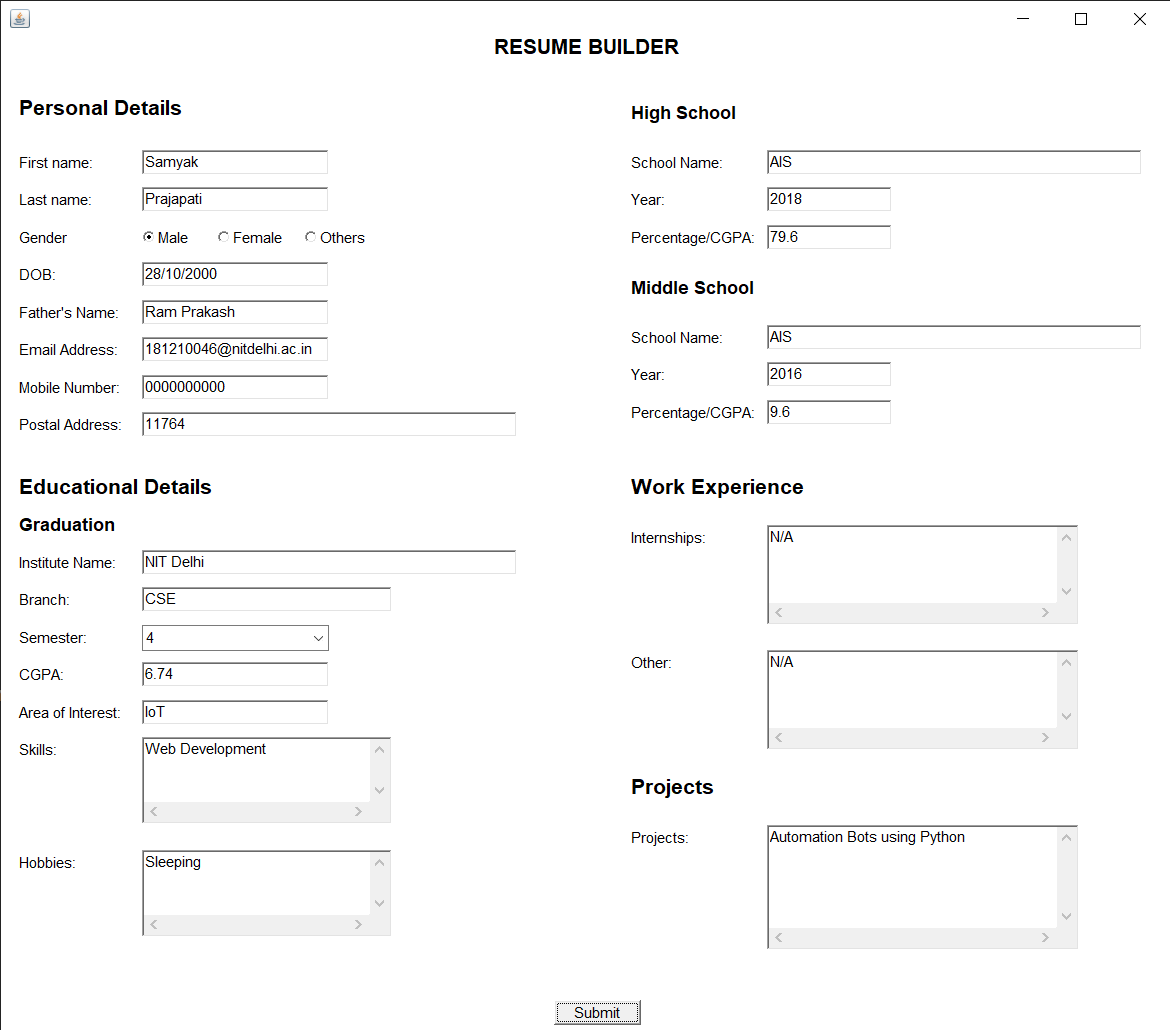 RESUME BUILDER
Personal Details
First name: Samyak
Last name: Prajapati
Gender Male Female Others
DOB: 28/10/2000
Father's Name: Ram Prakash
Email Address: 181210046@nitdelhi.ac.in
Mobile Number: 0000000000
Postal Address: 11764
Educational Details
Graduation
Institute Name: NIT Delhi
Branch: CSE
Semester: 4
CGPA: 6.74
Area of Interest: IoT
Skills: Web Development
Hobbies: Sleeping
High School
School Name: AIS
Year: 2018
Percentage/CGPA: 79.6
Middle School
School Name: AIS
Year: 2016
Percentage/CGPA: 9.6
Work Experience
Internships: N/A
Other: N/A
Projects
Projects: Automation Bots using Python
Submit